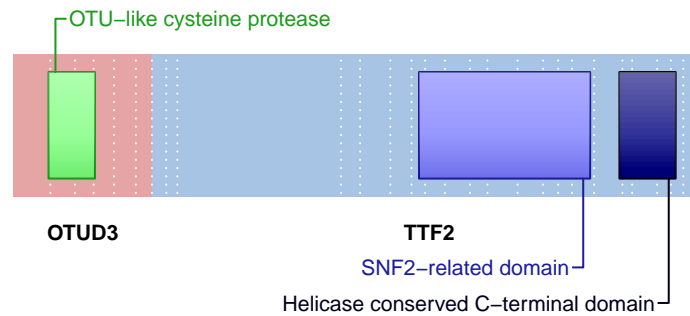 OTU−like cysteine protease
OTUD3 TTF2
SNF2−related domain
Helicase conserved C−terminal domain